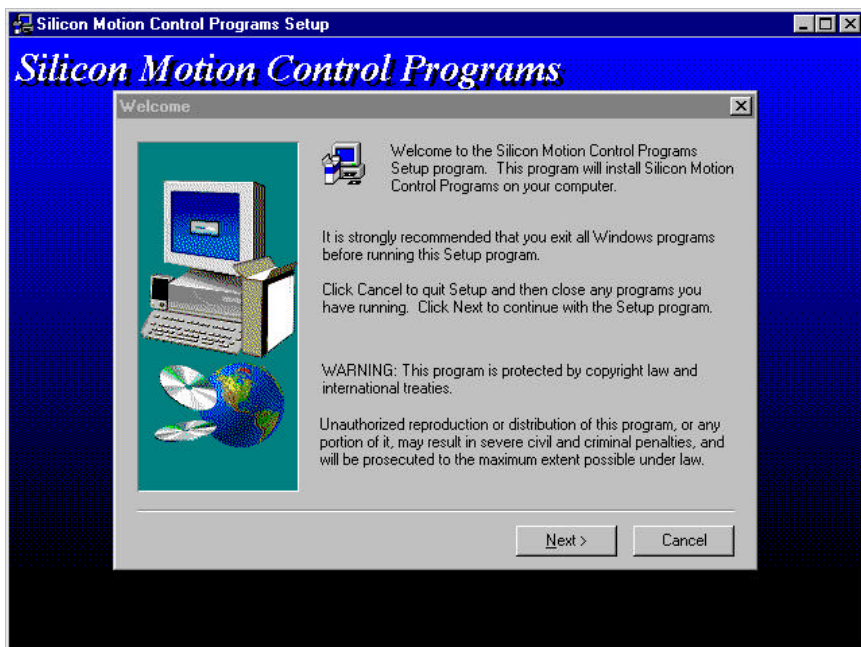 Silicon Motion Control Programs Setup
Silicon Motion Control Programs
Welcome
Welcome to the Silicon Motion Control Programs
Setup program.  This program will install Silicon Motion
Control Programs on your computer.
It is strongly recommended that you exit all Windows programs
before running this Setup program.
Click Cancel to quit Setup and then close any programs you
have running.  Click Next to continue with the Setup program.
WARNING: This program is protected by copyright law and
international treaties.
Unauthorized reproduction or distribution of this program, or any
portion of it, may result in severe civil and criminal penalties, and
will be prosecuted to the maximum extent possible under law.
Next > Cancel